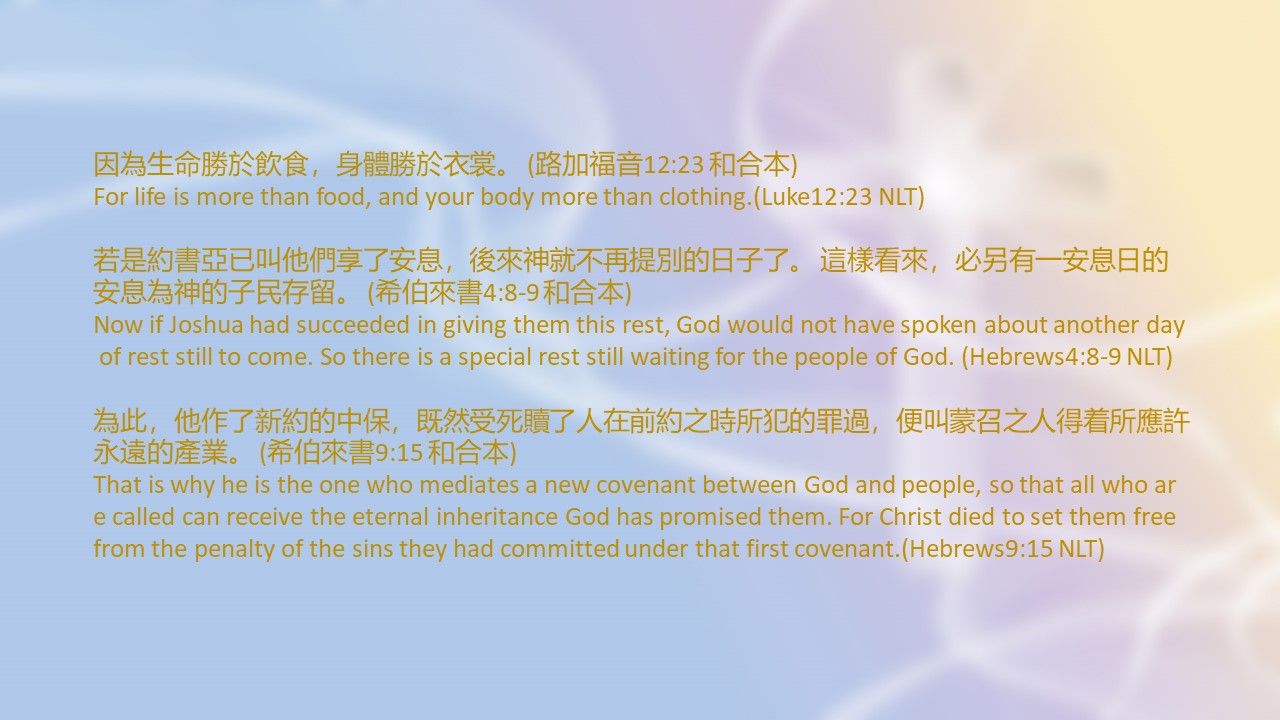 因為生命勝於飲食，身體勝於衣裳。 (路加福音12:23 和合本)
For life is more than food, and your body more than clothing.(Luke12:23 NLT)
若是約書亞已叫他們享了安息，後來神就不再提別的日子了。 這樣看來，必另有一安息日的
安息為神的子民存留。 (希伯來書4:8-9 和合本)
Now if Joshua had succeeded in giving them this rest, God would not have spoken about another day
of rest still to come. So there is a special rest still waiting for the people of God. (Hebrews4:8-9 NLT)
為此，他作了新約的中保，既然受死贖了人在前約之時所犯的罪過，便叫蒙召之人得着所應許
永遠的產業。 (希伯來書9:15 和合本)
That is why he is the one who mediates a new covenant between God and people, so that all who ar
e called can receive the eternal inheritance God has promised them. For Christ died to set them free
from the penalty of the sins they had committed under that first covenant.(Hebrews9:15 NLT)